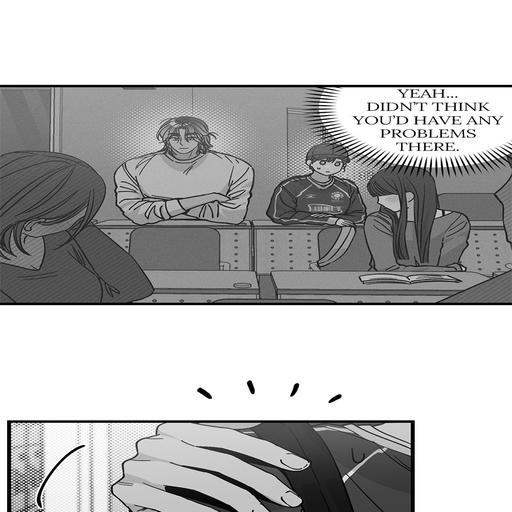 YEAH...
DIDN'T THINK
YOU'D HAVE ANY
PROBLEMS
THERE.